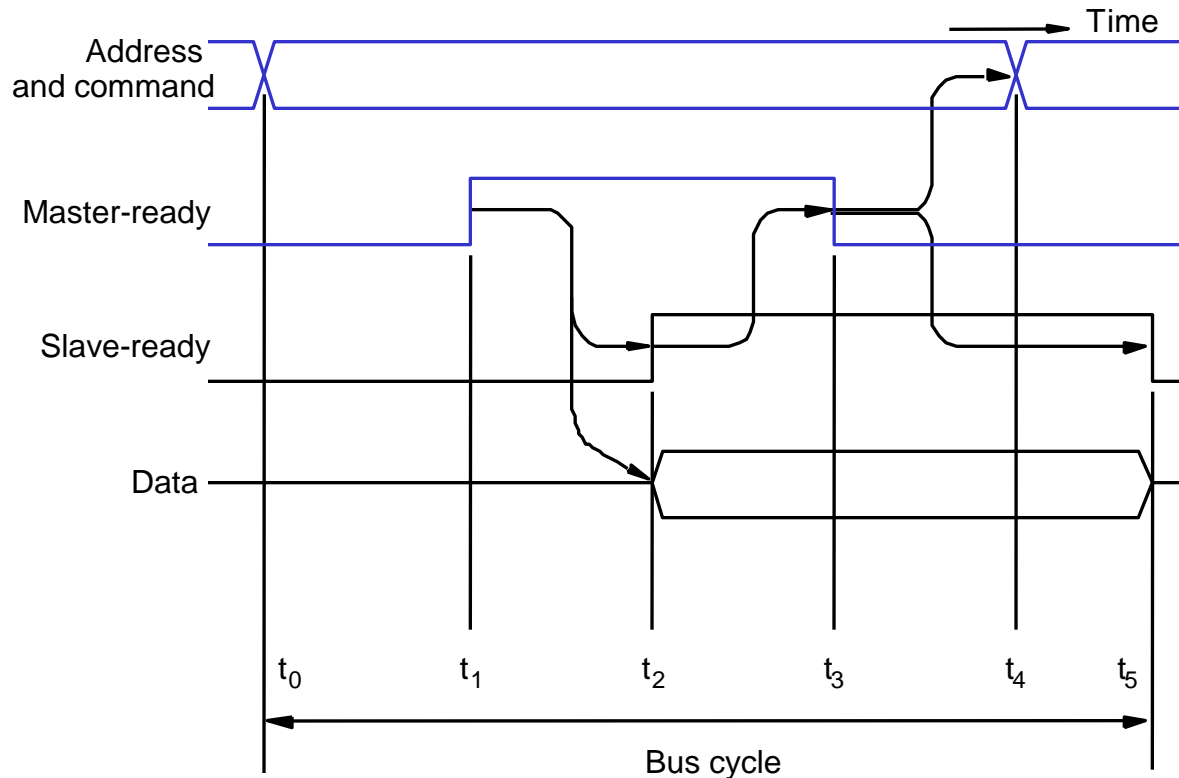 Time
Address
and command
Master-ready
Slave-ready
Data
t0 t1 t2 t3 t4 t5
Bus cycle